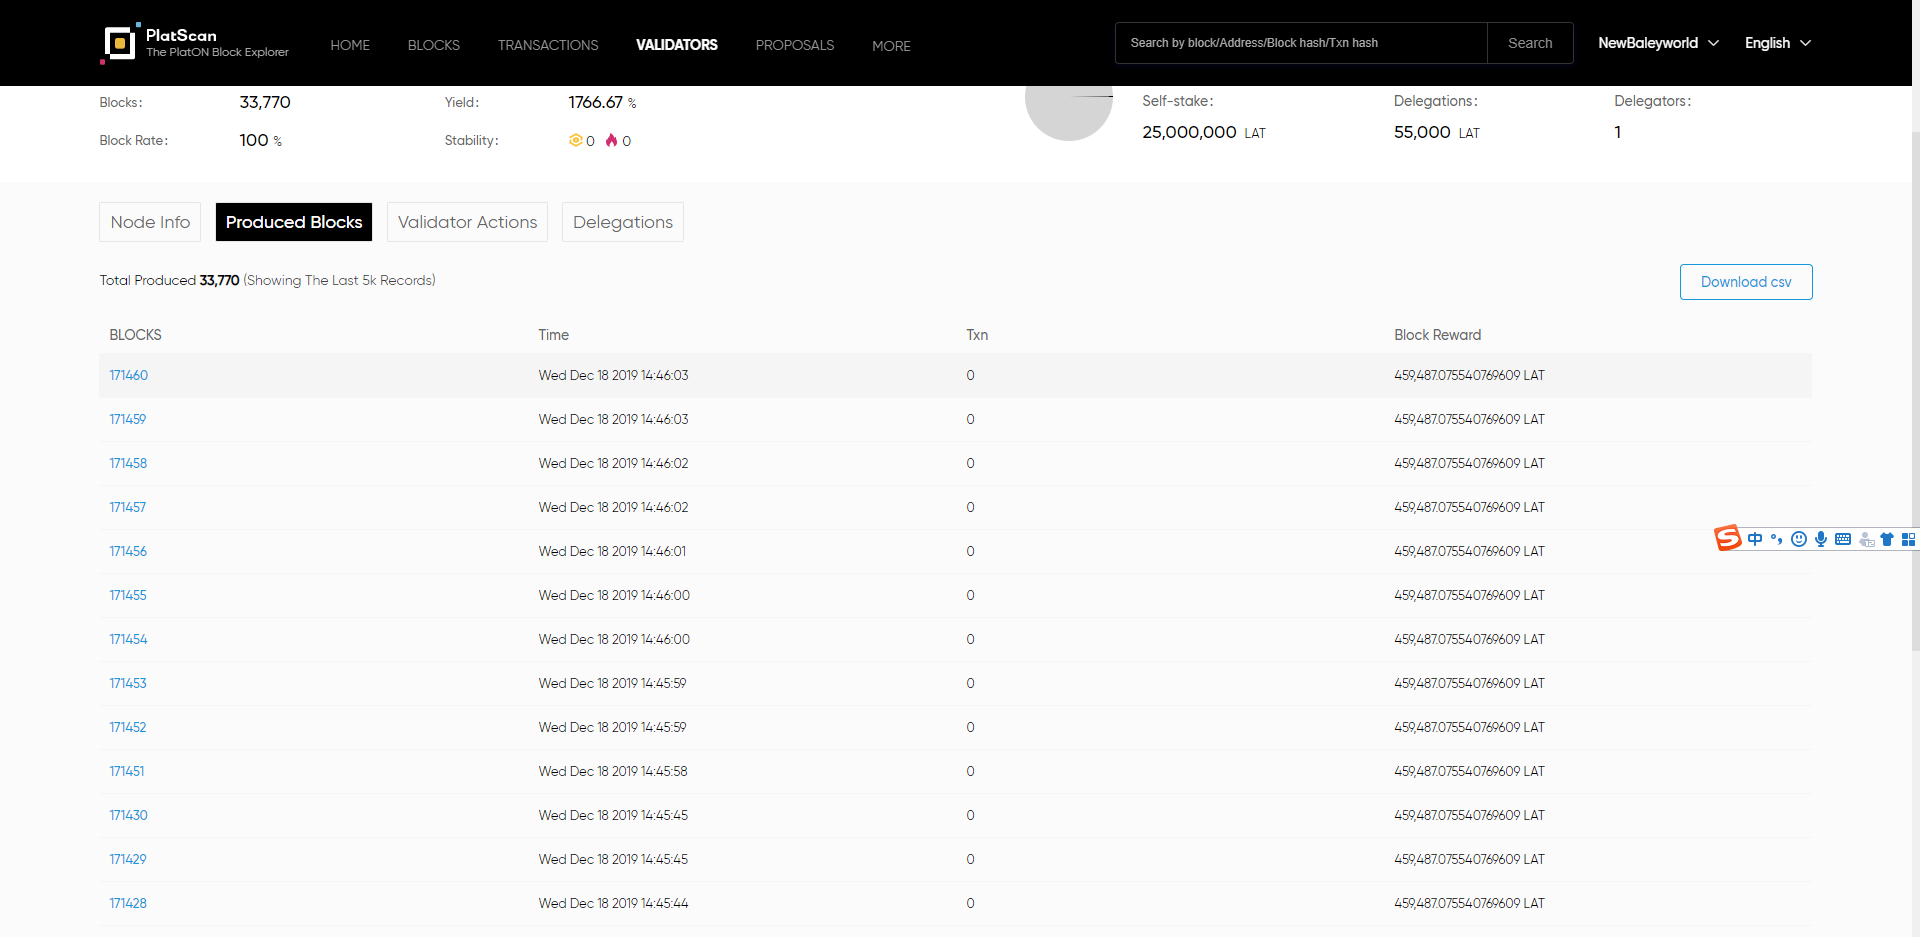 PlatScan
The PlatON Block Explorer
HOME BLOCKS TRANSACTIONS VALIDATORS PROPOSALS MORE
Search by block/Address/Block hash/Txn hash Search
NewBaleyworld English
Blocks: 33,770 Yield: 1766.67 % Self-stake: Delegations: Delegators:
25,000,000 LAT 55,000 LAT 1
Block Rate: 100 % Stability: 0 0
Node Info Produced Blocks Validator Actions Delegations
Total Produced 33,770 (Showing The Last 5k Records) Download csv
BLOCKS Time Txn Block Reward
171460 Wed Dec 18 2019 14:46:03 0 459,487.075540769609 LAT
171459 Wed Dec 18 2019 14:46:03 0 459,487.075540769609 LAT
171458 Wed Dec 18 2019 14:46:02 0 459,487.075540769609 LAT
171457 Wed Dec 18 2019 14:46:02 0 459,487.075540769609 LAT
171456 Wed Dec 18 2019 14:46:01 0 459,487.075540769609 LAT
171455 Wed Dec 18 2019 14:46:00 0 459,487.075540769609 LAT
171454 Wed Dec 18 2019 14:46:00 0 459,487.075540769609 LAT
171453 Wed Dec 18 2019 14:45:59 0 459,487.075540769609 LAT
171452 Wed Dec 18 2019 14:45:59 0 459,487.075540769609 LAT
171451 Wed Dec 18 2019 14:45:58 0 459,487.075540769609 LAT
171430 Wed Dec 18 2019 14:45:45 0 459,487.075540769609 LAT
171429 Wed Dec 18 2019 14:45:45 0 459,487.075540769609 LAT
171428 Wed Dec 18 2019 14:45:44 0 459,487.075540769609 LAT
S 中 °,